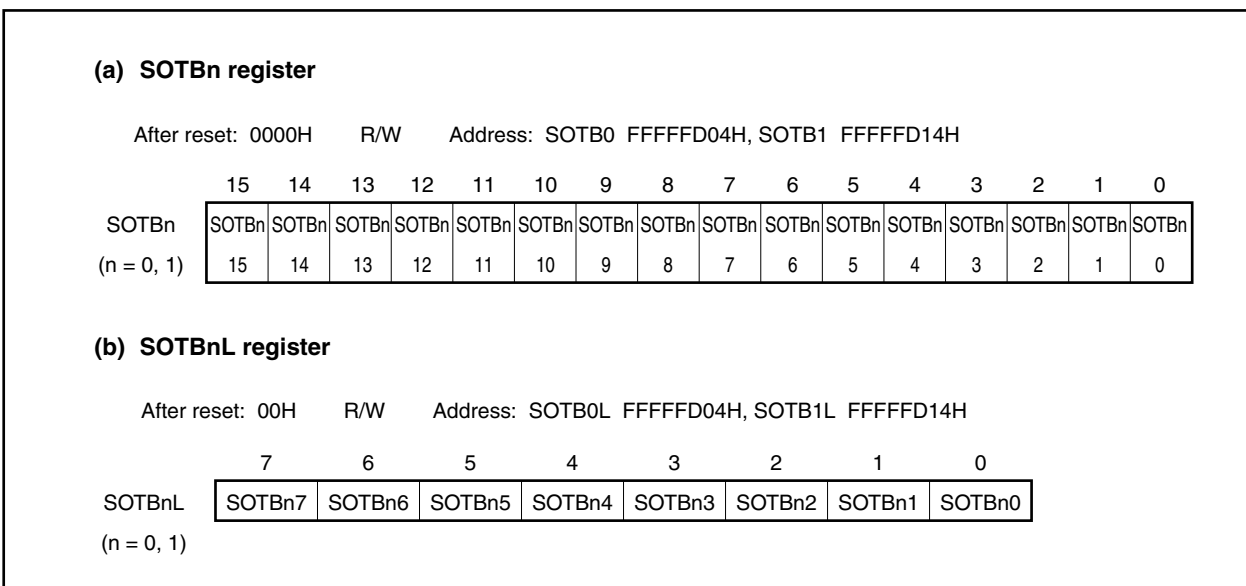 (a) SOTBn register
After reset: 0000H R/W Address: SOTB0 FFFFFD04H, SOTB1 FFFFFD14H
15 14 13 12 11 10 9 8 7 6 5 4 3 2 1 0
SOTBn SOTBn SOTBn SOTBn SOTBn SOTBn SOTBn SOTBn SOTBn SOTBn SOTBn SOTBn SOTBn SOTBn SOTBn SOTBn SOTBn
(n = 0, 1) 15 14 13 12 11 10 9 8 7 6 5 4 3 2 1 0
(b) SOTBnL register
After reset: 00H R/W Address: SOTB0L FFFFFD04H, SOTB1L FFFFFD14H
7 6 5 4 3 2 1 0
SOTBnL SOTBn7 SOTBn6 SOTBn5 SOTBn4 SOTBn3 SOTBn2 SOTBn1 SOTBn0
(n = 0, 1)